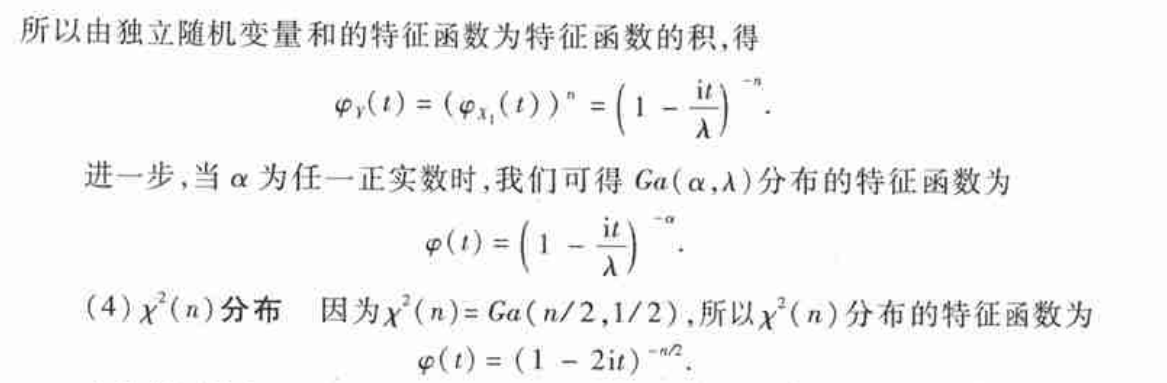 所以由独立随机变量和的特征函数为特征函数的积,得
φ_Y(t) = (φ_{X_1}(t))^n = (1 - it/λ)^{-n}.
进一步,当 α 为任一正实数时,我们可得 Ga(α,λ)分布的特征函数为
φ(t) = (1 - it/λ)^{-α}.
(4) χ²(n)分布 因为χ²(n)= Ga(n/2,1/2),所以χ²(n)分布的特征函数为
φ(t) = (1 - 2it)^{-n/2}.